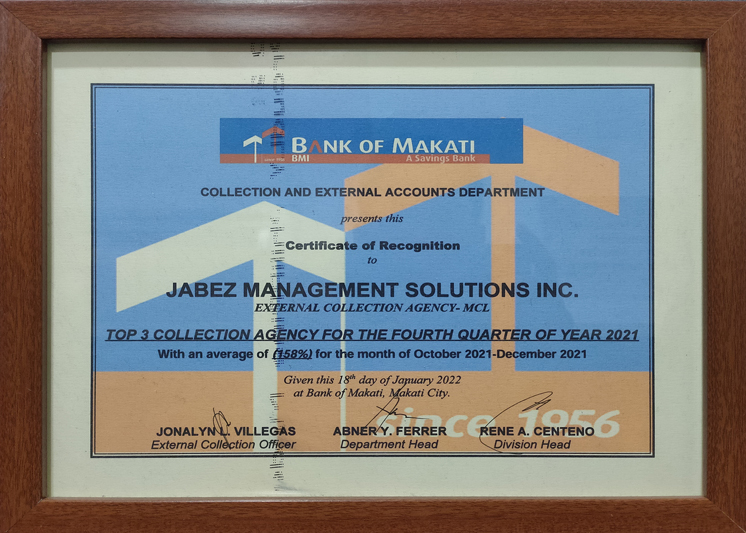 BANK OF MAKATI
since 1956 BMI A Savings Bank
COLLECTION AND EXTERNAL ACCOUNTS DEPARTMENT
presents this
Certificate of Recognition
to
JABEZ MANAGEMENT SOLUTIONS INC.
EXTERNAL COLLECTION AGENCY- MCL
TOP 3 COLLECTION AGENCY FOR THE FOURTH QUARTER OF YEAR 2021
With an average of (158%) for the month of October 2021-December 2021
Given this 18th day of January 2022
at Bank of Makati, Makati City.
since 1956
JONALYN L. VILLEGAS ABNER Y. FERRER RENE A. CENTENO
External Collection Officer Department Head Division Head